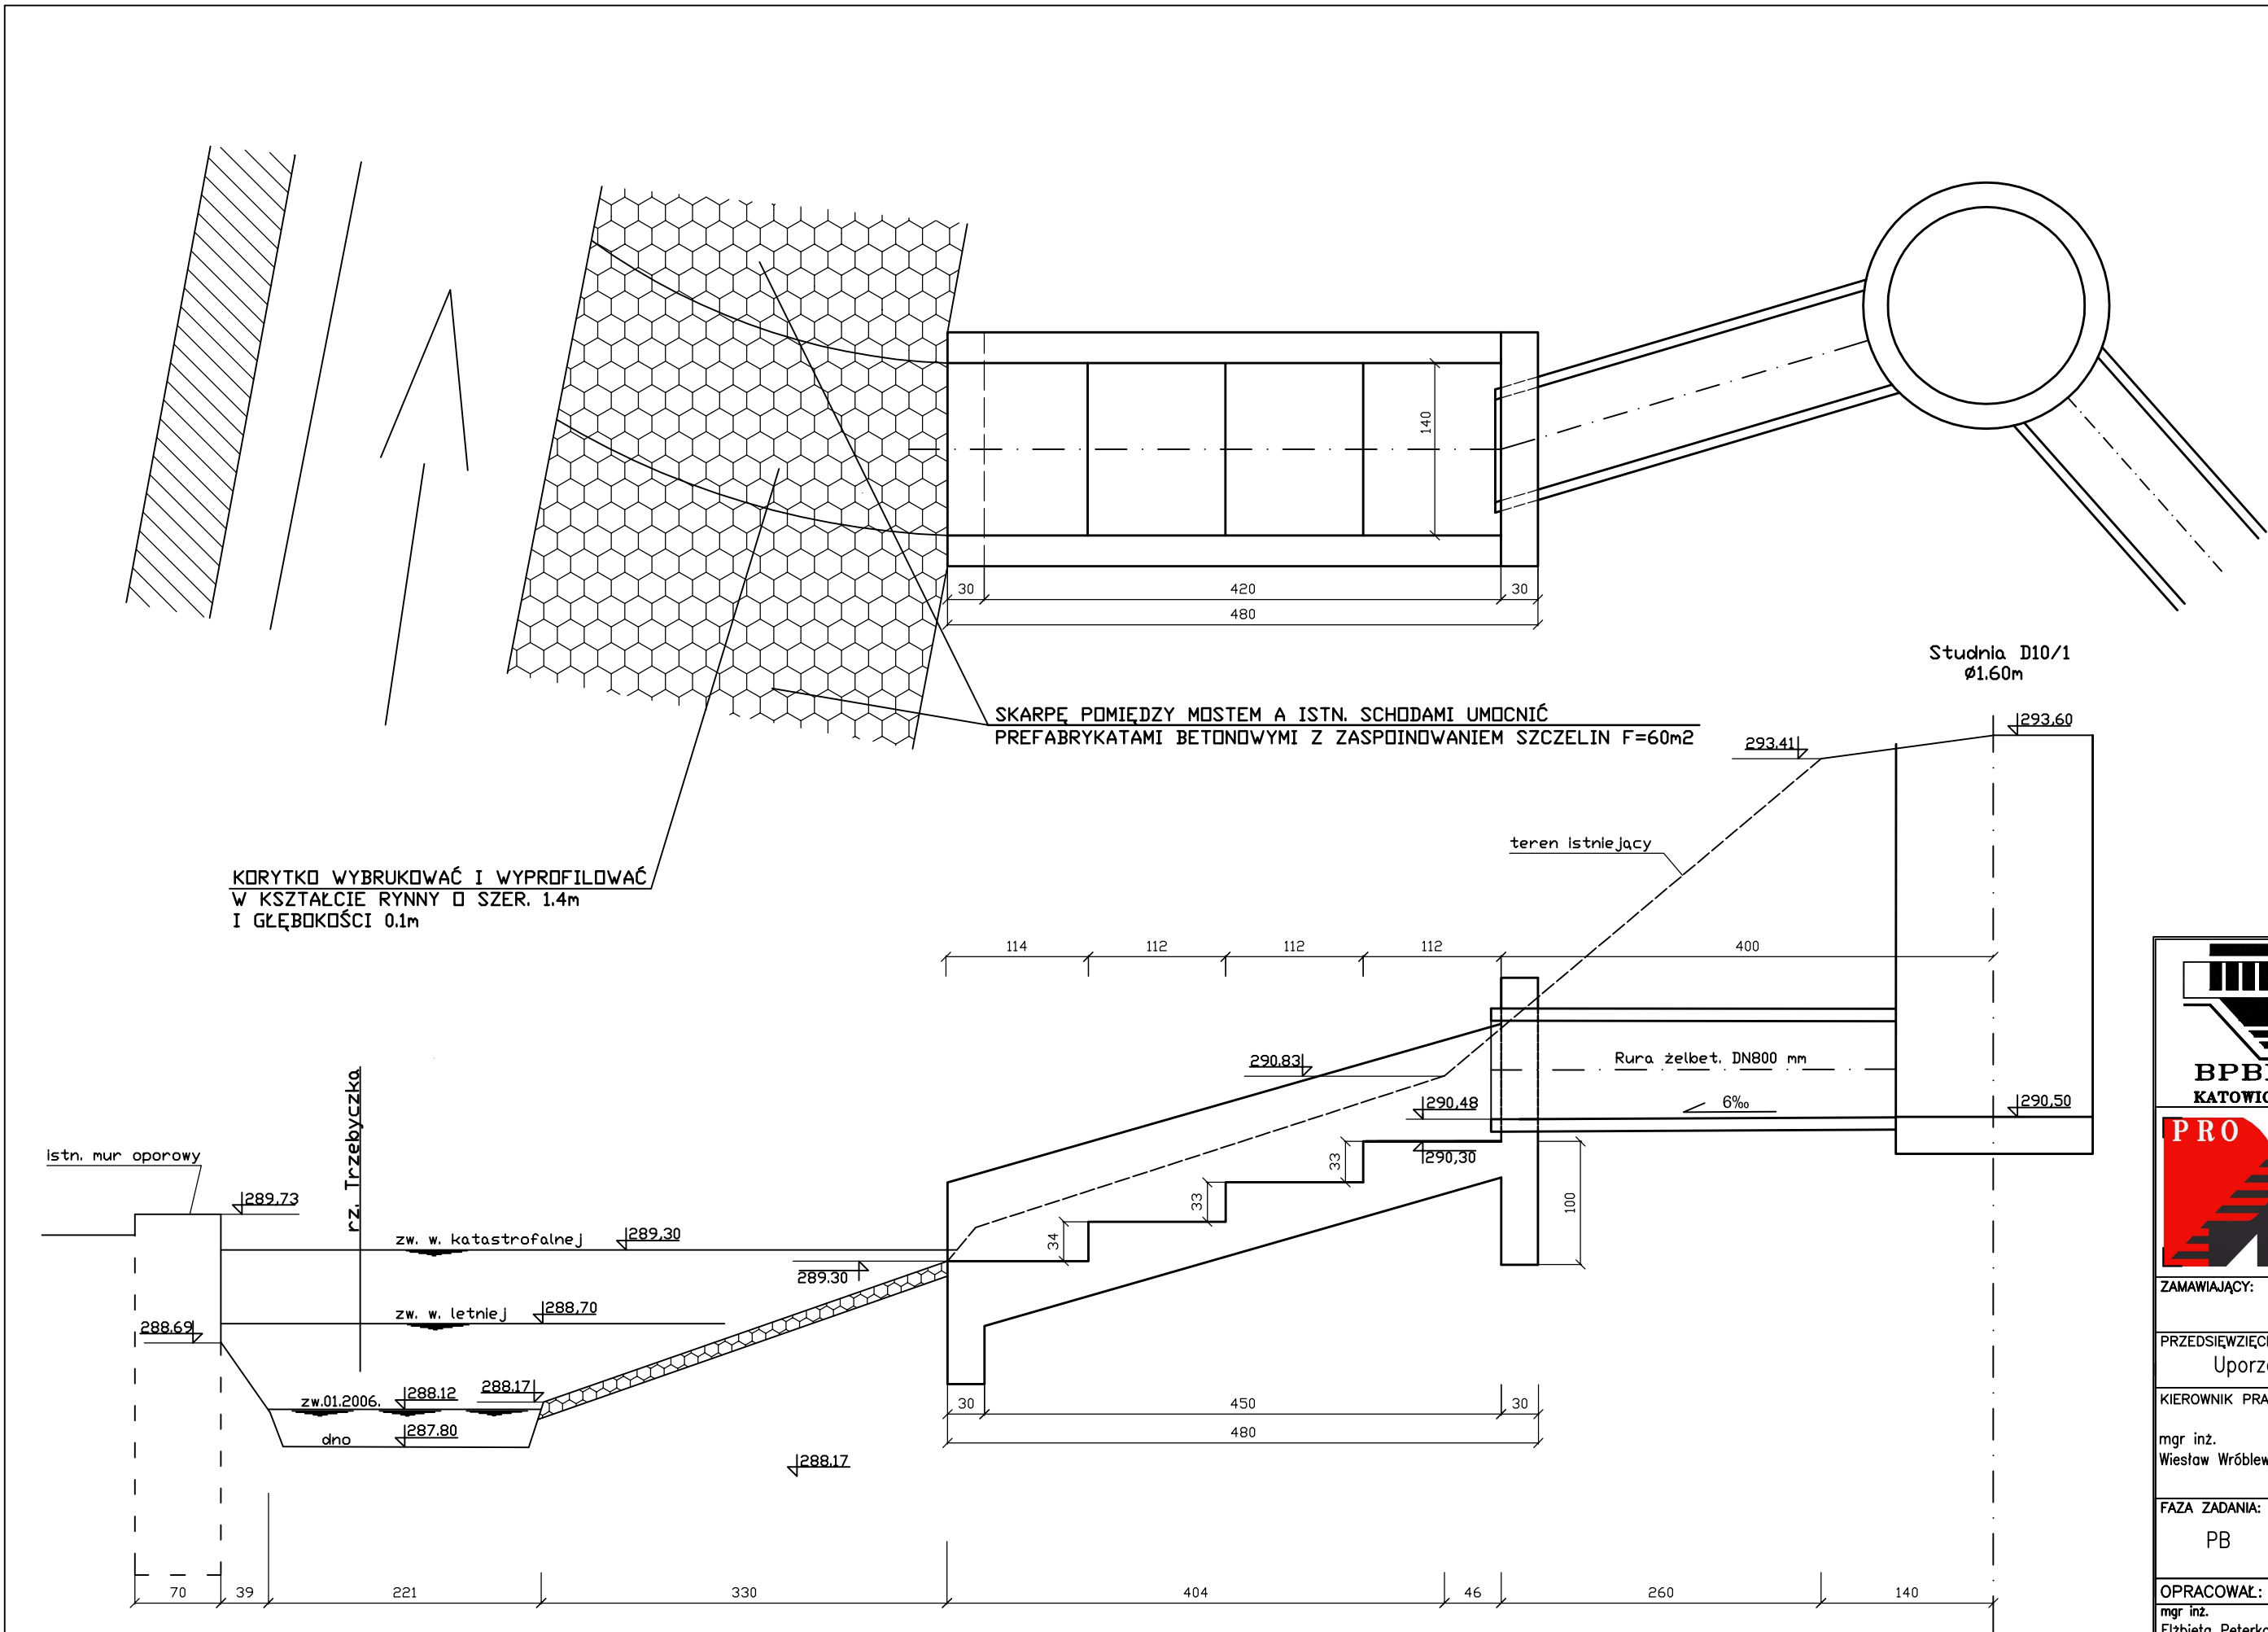 140
30
420
30
480
Studnia D10/1
Ø1.60m
SKARPĘ POMIĘDZY MOSTEM A ISTN. SCHODAMI UMOCNIĆ
PREFABRYKATAMI BETONOWYMI Z ZASPOINOWANIEM SZCZELIN F=60m2
293,60
293.41
teren istniejący
KORYTKO WYBRUKOWAĆ I WYPROFILOWAĆ
W KSZTAŁCIE RYNNY O SZER. 1.4m
I GŁĘBOKOŚCI 0.1m
114
112
112
112
400
290.83
Rura żelbet. DN800 mm
290,48
6‰
290,50
290,30
33
33
34
100
rz. Trzebyczka
istn. mur oporowy
289,73
zw. w. katastrofalnej
289,30
289.30
zw. w. letniej
288,70
288.69
zw.01.2006.
288.12
288.17
dno
287.80
288.17
30
450
30
480
70
39
221
330
404
46
260
140
KATOWIC
PRO
ZAMAWIAJĄCY:
PRZEDSIĘWZIĘCI
Uporz
KIEROWNIK PRA
mgr inż.
Wiesław Wróblew
FAZA ZADANIA:
PB
OPRACOWAŁ:
mgr inż.